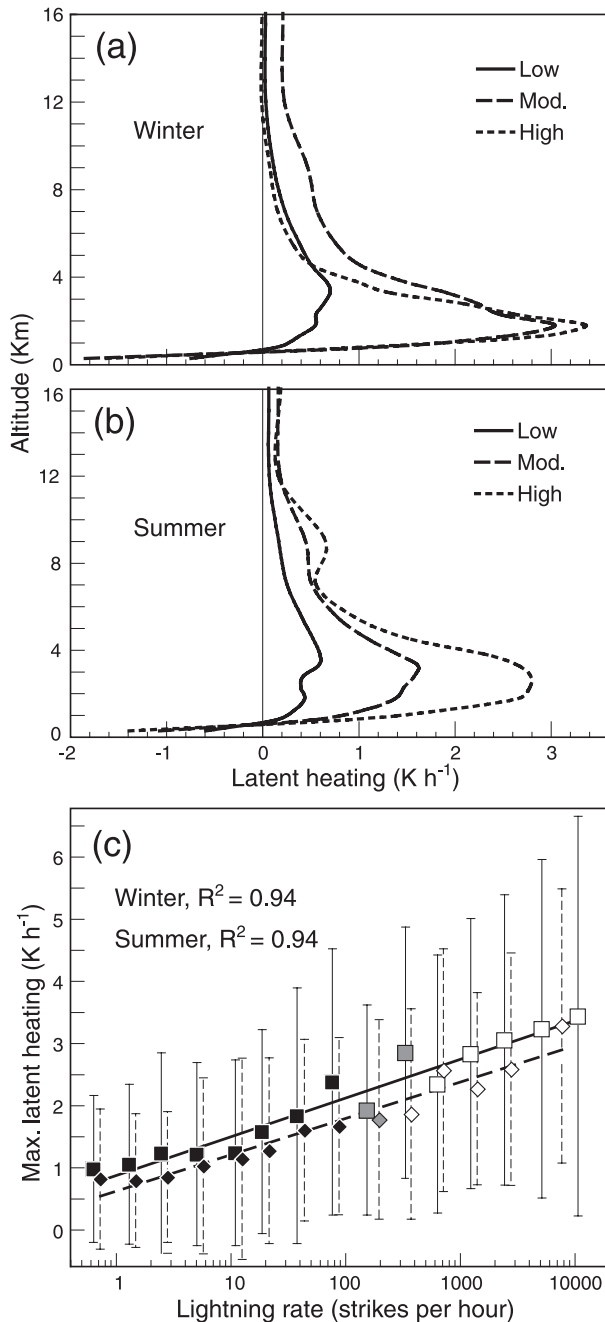 16
(a)
12
Winter
Low
Mod.
High
8
4
0
Altitude (Km)
16
(b)
12
Summer
Low
Mod.
High
8
4
0
-2 -1 0 1 2 3
Latent heating (K h-1)
(c)
Winter, R2 = 0.94
Summer, R2 = 0.94
6
5
4
3
2
1
0
Max. latent heating (K h-1)
1 10 100 1000 10000
Lightning rate (strikes per hour)